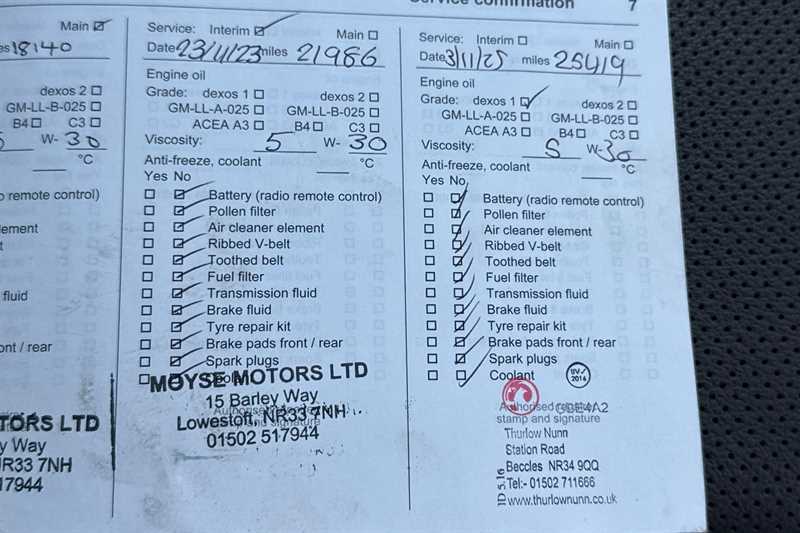 Service confirmation 7
Main
18140
dexos 2
GM-LL-B-025
B4 C3
W- 30
°C
o remote control)
ement
t
fluid
ont / rear
TORS LTD
y Way
NR33 7NH
17944
Service: Interim Main
Date 23/11/23 miles 21986
Engine oil
Grade: dexos 1 dexos 2
GM-LL-A-025 GM-LL-B-025
ACEA A3 B4 C3
Viscosity: 5 W- 30
Anti-freeze, coolant °C
Yes No
Battery (radio remote control)
Pollen filter
Air cleaner element
Ribbed V-belt
Toothed belt
Fuel filter
Transmission fluid
Brake fluid
Tyre repair kit
Brake pads front / rear
Spark plugs
MOYSE MOTORS LTD
15 Barley Way
Lowestoft, NR33 7NH
01502 517944
Service: Interim Main
Date 3/11/25 miles 25419
Engine oil
Grade: dexos 1 dexos 2
GM-LL-A-025 GM-LL-B-025
ACEA A3 B4 C3
Viscosity: 5 W- 30
Anti-freeze, coolant °C
Yes No
Battery (radio remote control)
Pollen filter
Air cleaner element
Ribbed V-belt
Toothed belt
Fuel filter
Transmission fluid
Brake fluid
Tyre repair kit
Brake pads front / rear
Spark plugs
Coolant
Authorised
stamp and signature
Thurlow Nunn
Station Road
Beccles NR34 9QQ
Tel:- 01502 711666
www.thurlownunn.co.uk